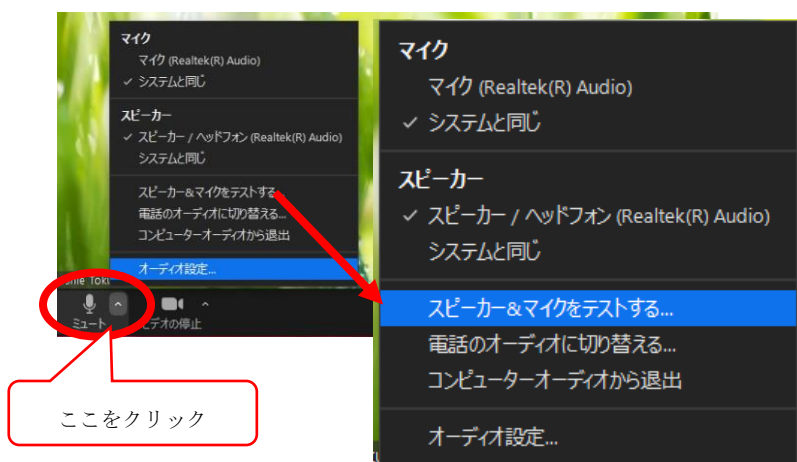 マイク
マイク (Realtek(R) Audio)
✓ システムと同じ
スピーカー
✓ スピーカー / ヘッドフォン (Realtek(R) Audio)
システムと同じ
スピーカー&マイクをテストする...
電話のオーディオに切り替える...
コンピューターオーディオから退出
オーディオ設定...
ミュート
デオの停止
ここをクリック
マイク
マイク (Realtek(R) Audio)
✓ システムと同じ
スピーカー
✓ スピーカー / ヘッドフォン (Realtek(R) Audio)
システムと同じ
スピーカー&マイクをテストする...
電話のオーディオに切り替える...
コンピューターオーディオから退出
オーディオ設定...